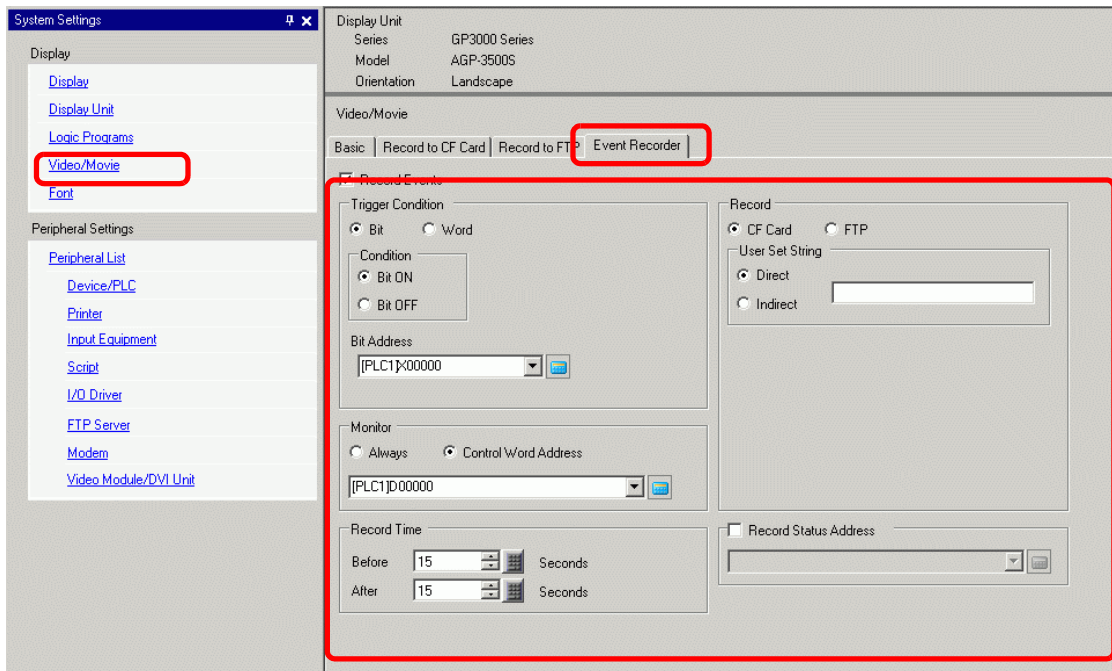 System Settings
Display
Display
Display Unit
Logic Programs
Video/Movie
Font
Peripheral Settings
Peripheral List
Device/PLC
Printer
Input Equipment
Script
I/O Driver
FTP Server
Modem
Video Module/DVI Unit
Display Unit
Series GP3000 Series
Model AGP-3500S
Orientation Landscape
Video/Movie
Basic Record to CF Card Record to FTP Event Recorder
Record Events
Trigger Condition
Bit Word
Condition
Bit ON
Bit OFF
Bit Address
[PLC1]X00000
Monitor
Always Control Word Address
[PLC1]D00000
Record Time
Before 15 Seconds
After 15 Seconds
Record
CF Card FTP
User Set String
Direct
Indirect
Record Status Address